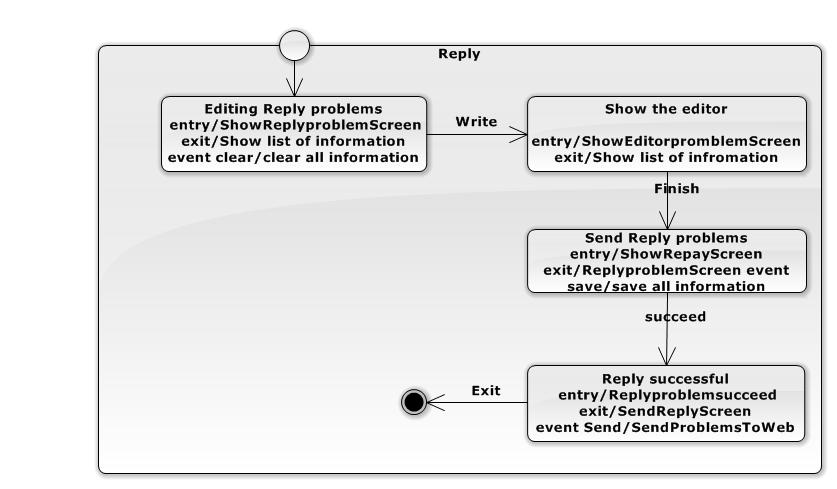 Reply
Editing Reply problems
entry/ShowReplyproblemScreen
exit/Show list of information
event clear/clear all information
Write
Show the editor
entry/ShowEditorpromblemScreen
exit/Show list of infromation
Finish
Send Reply problems
entry/ShowRepayScreen
exit/ReplyproblemScreen event
save/save all information
succeed
Reply successful
entry/Replyproblemsucceed
exit/SendReplyScreen
event Send/SendProblemsToWeb
Exit